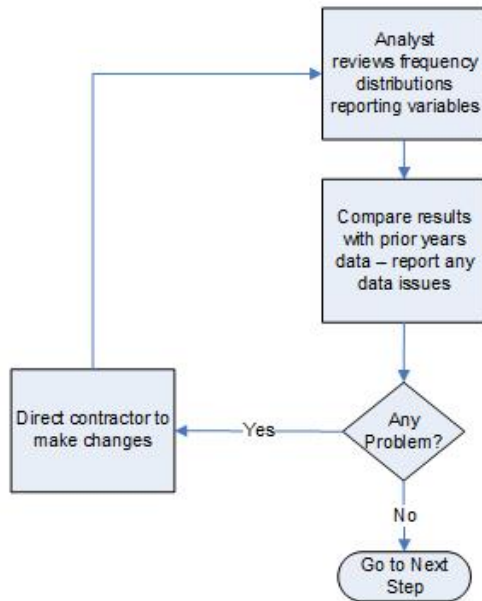 Analyst
reviews frequency
distributions
reporting variables
Compare results
with prior years
data – report any
data issues
Direct contractor to
make changes
Yes
Any
Problem?
No
Go to Next
Step